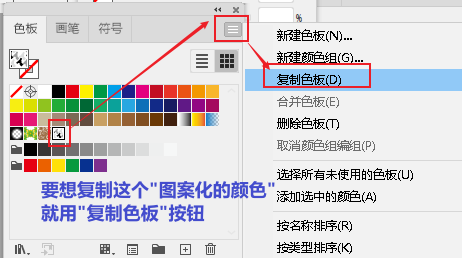 色板 画笔 符号
新建色板(N)...
新建颜色组(G)...
复制色板(D)
合并色板(E)
删除色板(T)
取消颜色组编组(P)
选择所有未使用的色板(U)
添加选中的颜色(A)
按名称排序(R)
按类型排序(K)
要想复制这个"图案化的颜色"
就用"复制色板"按钮
%